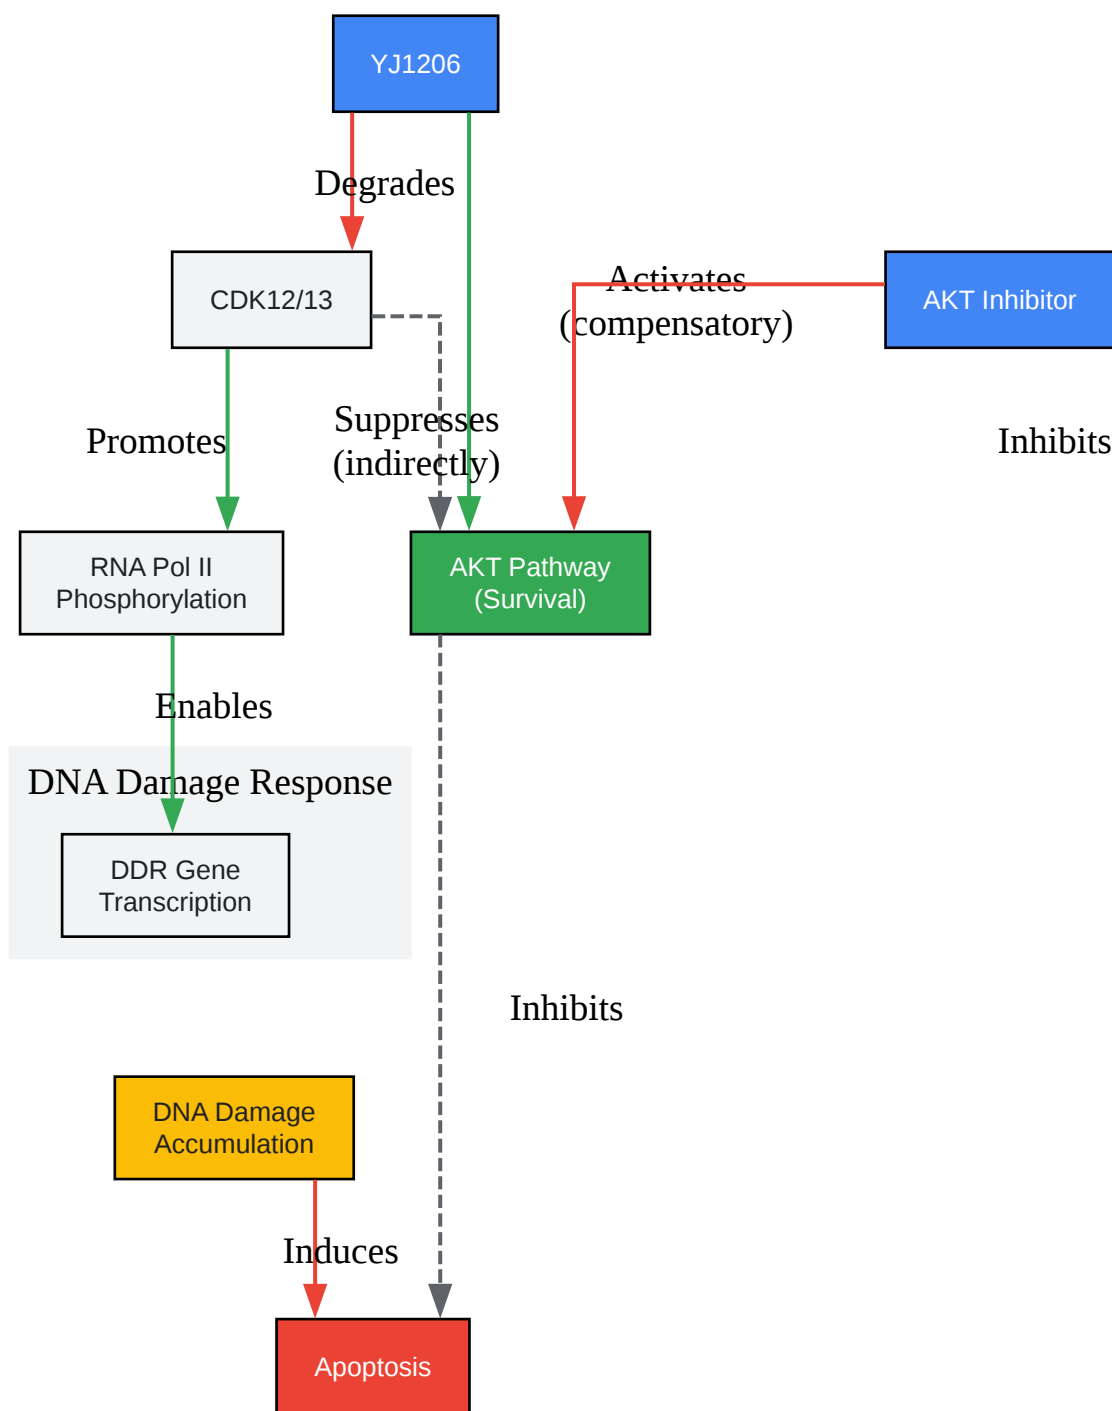 YJ1206
Degrades
CDK12/13
Activates
(compensatory)
AKT Inhibitor
Promotes
Suppresses
(indirectly)
Inhibits
RNA Pol II
Phosphorylation
AKT Pathway
(Survival)
Enables
DNA Damage Response
DDR Gene
Transcription
Inhibits
DNA Damage
Accumulation
Induces
Apoptosis